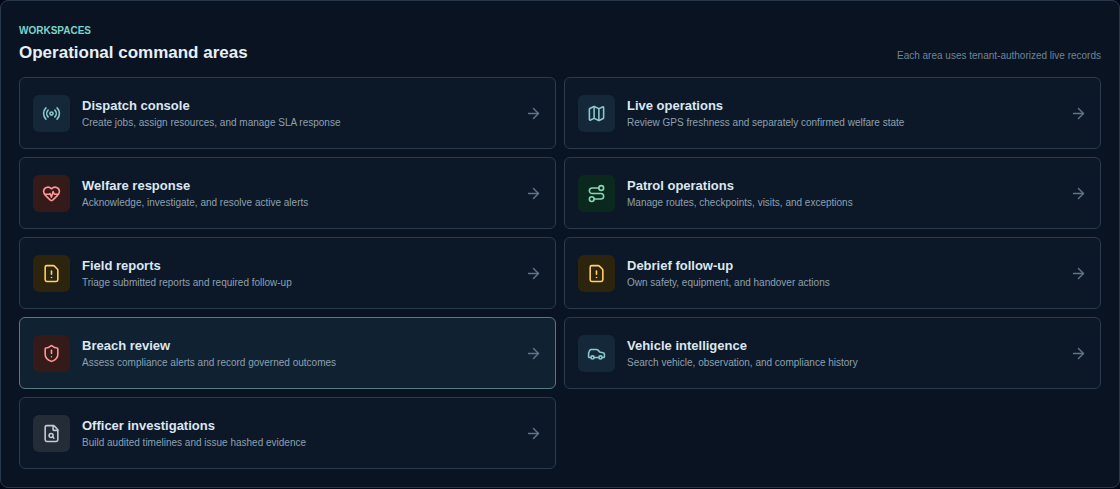 WORKSPACES
Operational command areas
Each area uses tenant-authorized live records
Dispatch console
Create jobs, assign resources, and manage SLA response
Live operations
Review GPS freshness and separately confirmed welfare state
Welfare response
Acknowledge, investigate, and resolve active alerts
Patrol operations
Manage routes, checkpoints, visits, and exceptions
Field reports
Triage submitted reports and required follow-up
Debrief follow-up
Own safety, equipment, and handover actions
Breach review
Assess compliance alerts and record governed outcomes
Vehicle intelligence
Search vehicle, observation, and compliance history
Officer investigations
Build audited timelines and issue hashed evidence